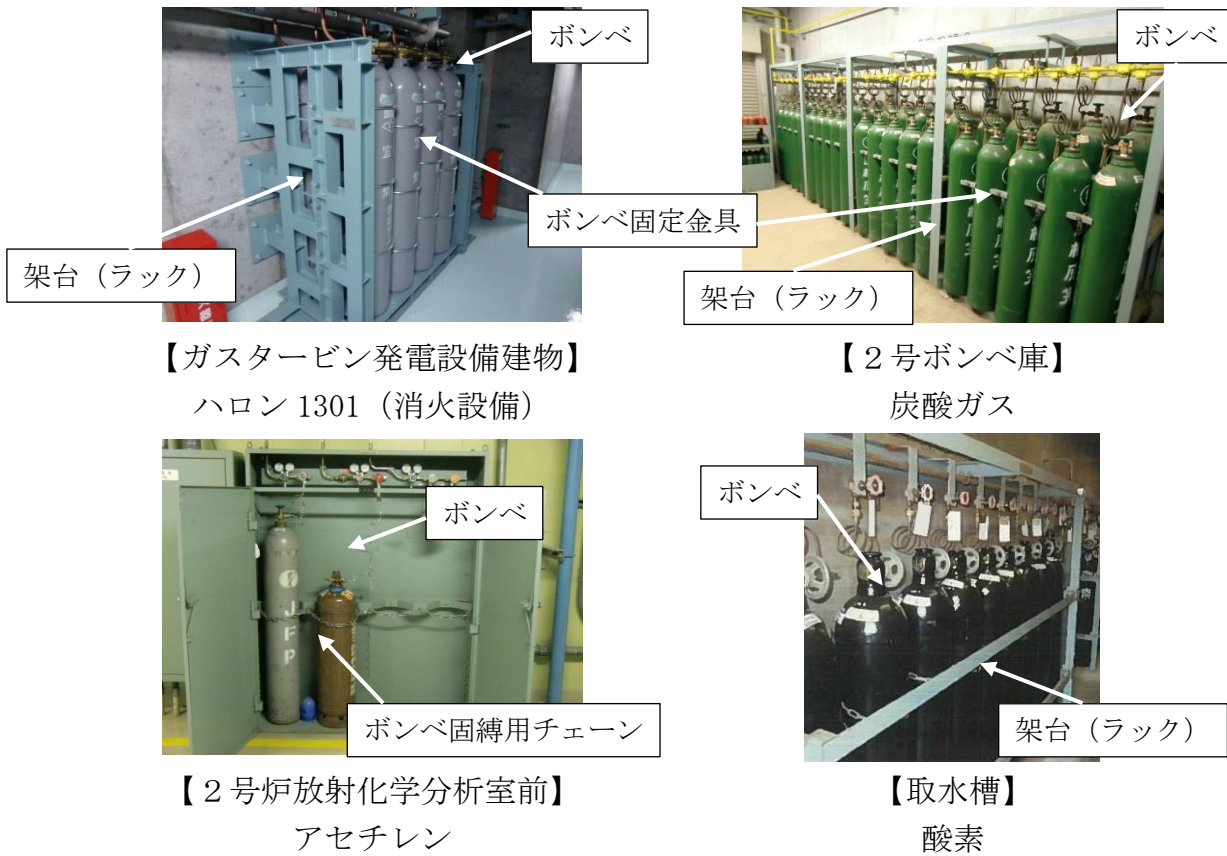 ボンベ
ボンベ固定金具
架台（ラック）
【ガスタービン発電設備建物】
ハロン 1301（消火設備）
ボンベ
架台（ラック）
【２号ボンベ庫】
炭酸ガス
ボンベ
JFP
ボンベ固縛用チェーン
【２号炉放射化学分析室前】
アセチレン
ボンベ
架台（ラック）
【取水槽】
酸素